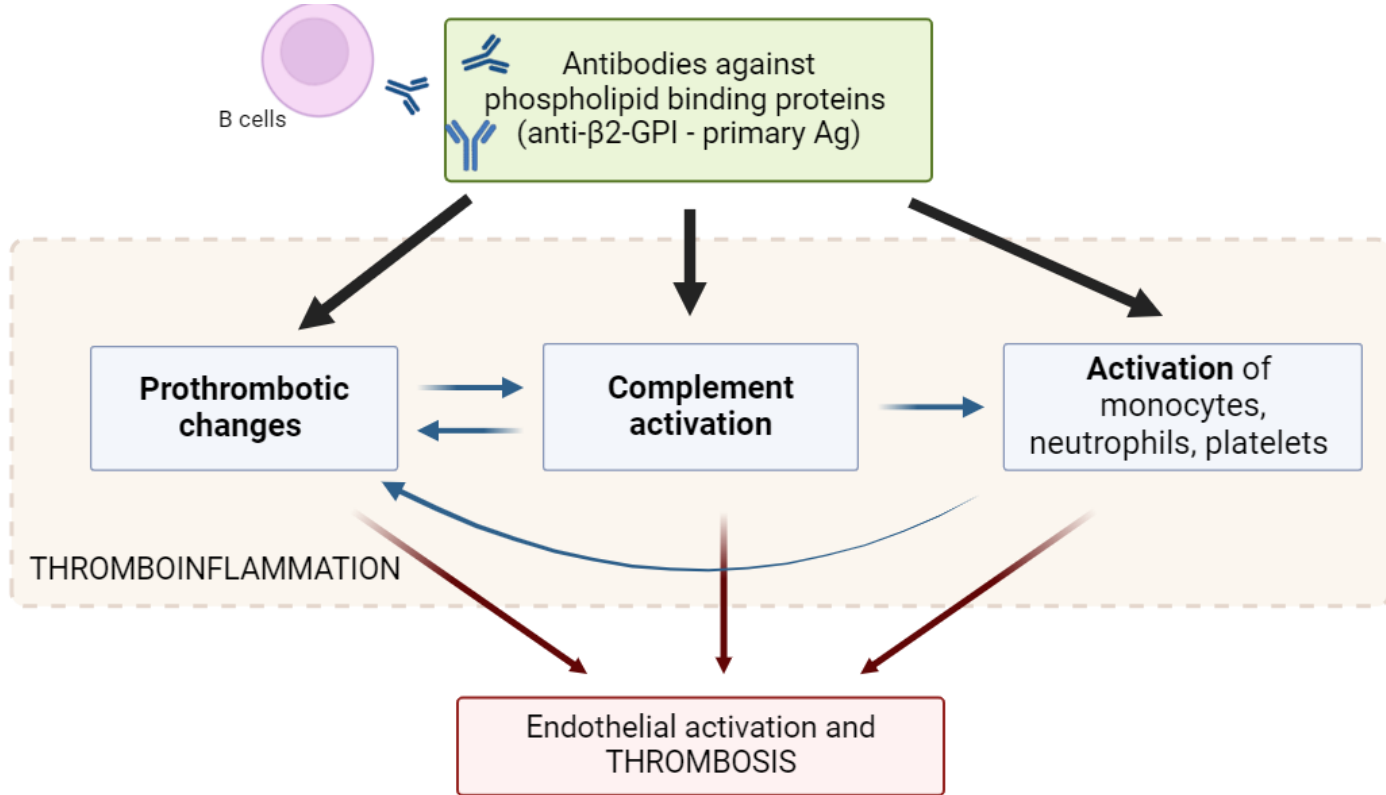 B cells
Antibodies against
phospholipid binding proteins
(anti-β2-GPI - primary Ag)
Prothrombotic
changes
Complement
activation
Activation of
monocytes,
neutrophils, platelets
THROMBOINFLAMMATION
Endothelial activation and
THROMBOSIS